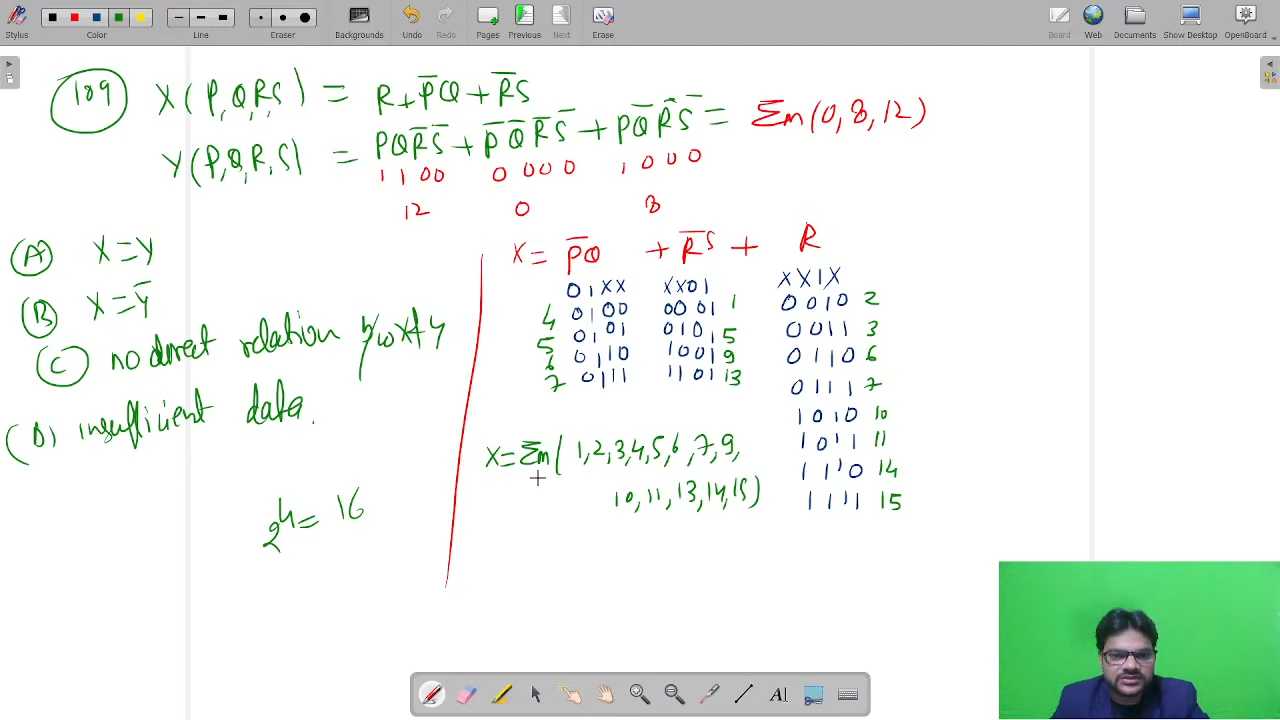 Stylus
Color
Line
Eraser
Backgrounds
Undo
Redo
Pages
Previous
Next
Erase
Board
Web
Documents
Show Desktop
OpenBoard
109 X(P,Q,R,S) = R+P̅Q+R̅S
Y(P,Q,R,S) = PQR̅S̅ + P̅Q̅R̅S̅ + PQ̅R̅S̅ = Σm(0,8,12)
1100 0000 1000
12 0 8
(A) X=Y
(B) X=Y̅
(C) no direct relation b/w X & Y
(D) insufficient data.
2⁴ = 16
X = P̅Q + R̅S + R
01XX XX01 XX1X
4 0100 0001 1 0010 2
5 0101 0101 5 0011 3
6 0110 1001 9 0110 6
7 0111 1101 13 0111 7
1010 10
1011 11
1110 14
1111 15
X=Σm(1,2,3,4,5,6,7,9,
10,11,13,14,15)